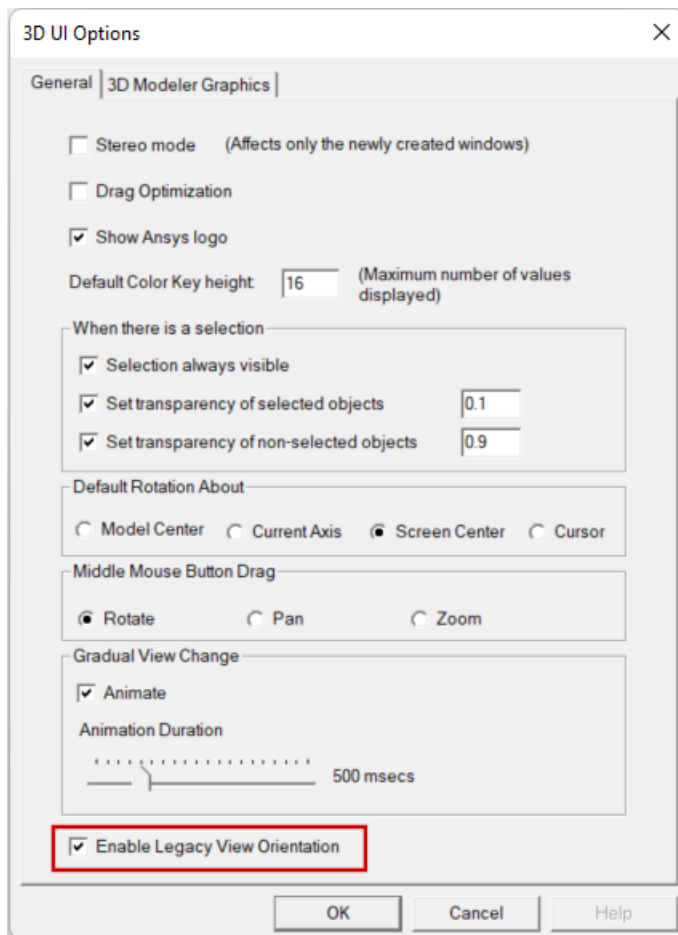 3D UI Options
General
3D Modeler Graphics
Stereo mode (Affects only the newly created windows)
Drag Optimization
Show Ansys logo
Default Color Key height: 16 (Maximum number of values
displayed)
When there is a selection
Selection always visible
Set transparency of selected objects 0.1
Set transparency of non-selected objects 0.9
Default Rotation About
Model Center Current Axis Screen Center Cursor
Middle Mouse Button Drag
Rotate Pan Zoom
Gradual View Change
Animate
Animation Duration
500 msecs
Enable Legacy View Orientation
OK Cancel Help